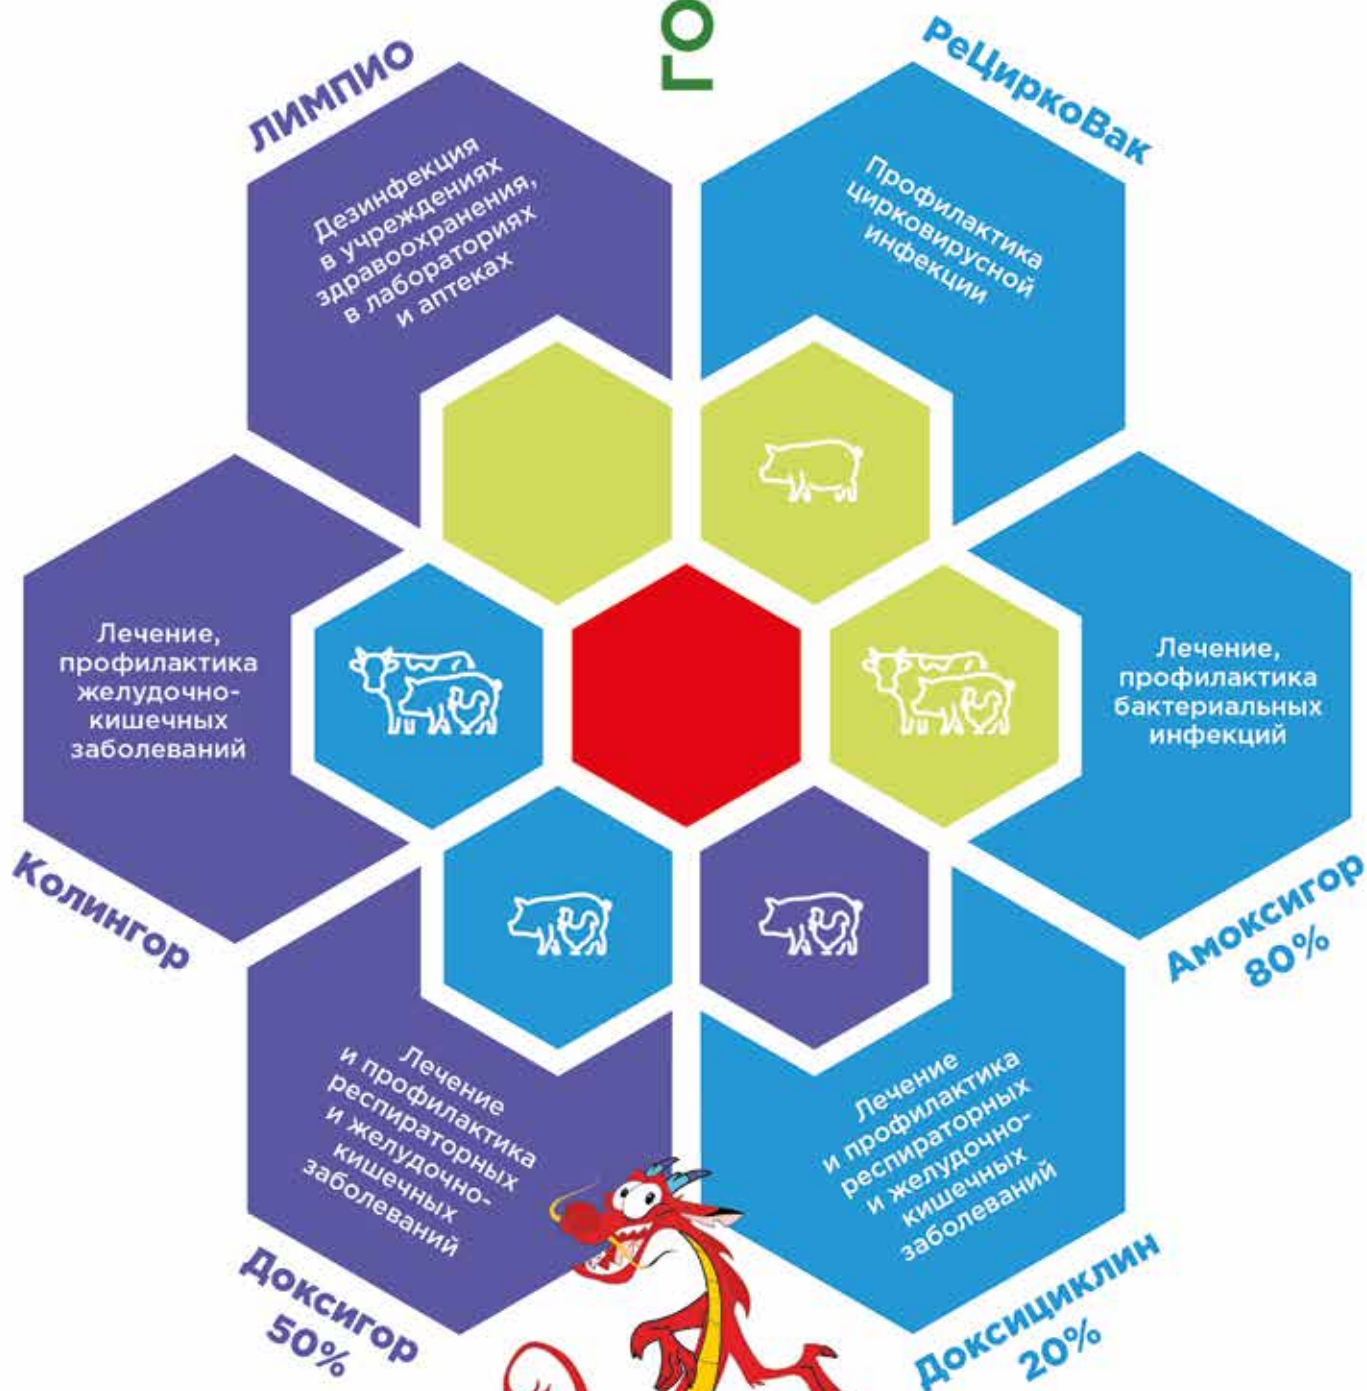 ГО
ЛИМПИО
Дезинфекция
в учреждениях
здравоохранения,
в лабораториях
и аптеках
РеЦиркоВак
Профилактика
цирковирусной
инфекции
Лечение,
профилактика
желудочно-
кишечных
заболеваний
Колингор
Лечение,
профилактика
бактериальных
инфекций
Амоксигор
80%
Лечение
и профилактика
респираторных
и желудочно-
кишечных
заболеваний
Доксигор
50%
Лечение
и профилактика
респираторных
и желудочно-
кишечных
заболеваний
Доксициклин
20%